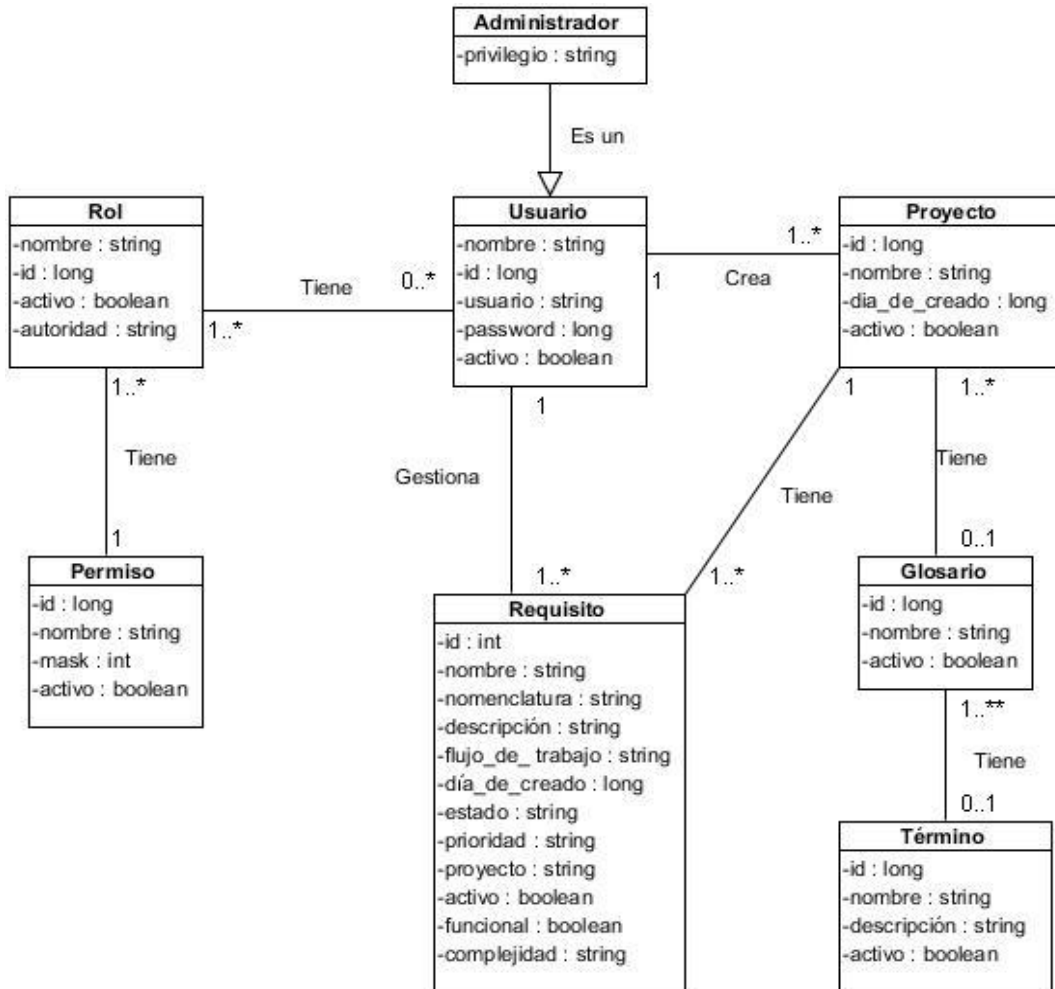 Administrador
-privilegio : string
Es un
Rol
-nombre : string
-id : long
-activo : boolean
-autoridad : string
Tiene
1..*
0..*
Usuario
-nombre : string
-id : long
-usuario : string
-password : long
-activo : boolean
1
Crea
1..*
Proyecto
-id : long
-nombre : string
-dia_de_creado : long
-activo : boolean
1..*
Tiene
1
Permiso
-id : long
-nombre : string
-mask : int
-activo : boolean
1
Gestiona
1..*
1
Tiene
1..*
Requisito
-id : int
-nombre : string
-nomenclatura : string
-descripción : string
-flujo_de_ trabajo : string
-día_de_creado : long
-estado : string
-prioridad : string
-proyecto : string
-activo : boolean
-funcional : boolean
-complejidad : string
1..*
Tiene
0..1
Glosario
-id : long
-nombre : string
-activo : boolean
1..**
Tiene
0..1
Término
-id : long
-nombre : string
-descripción : string
-activo : boolean